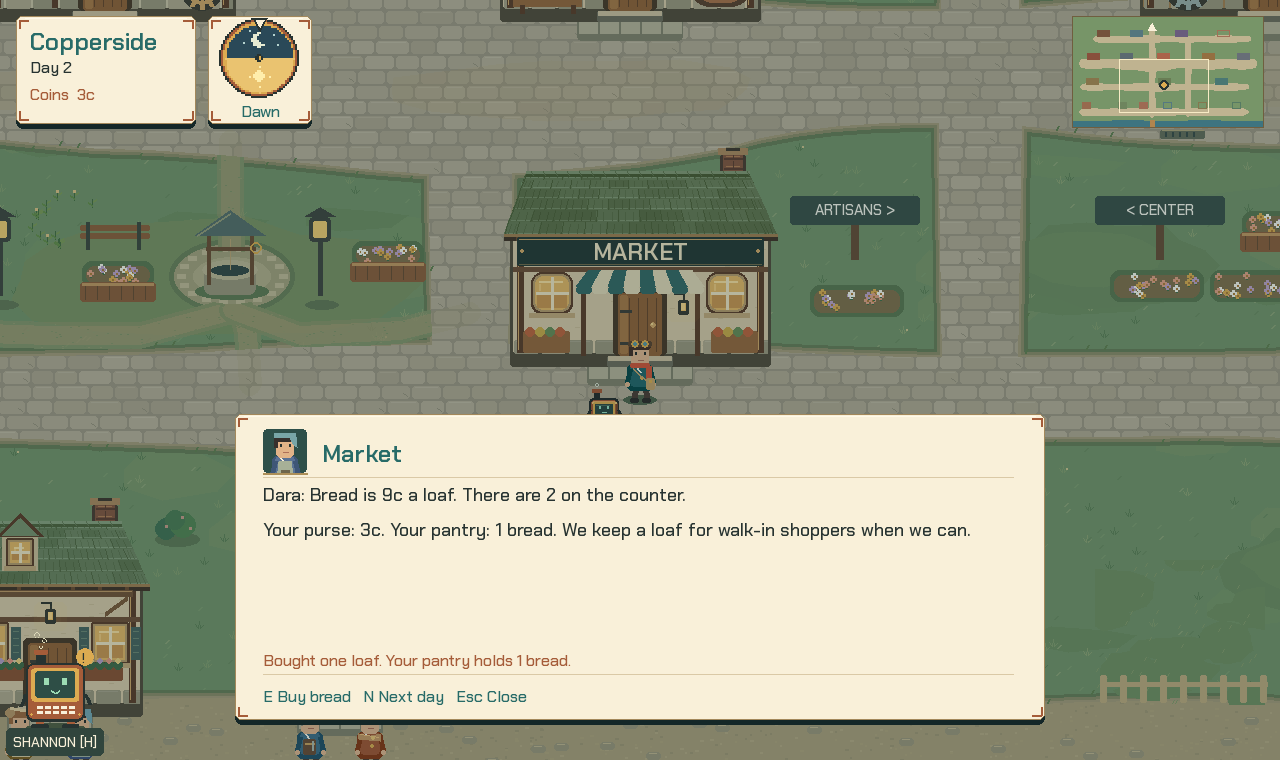 Copperside
Day 2
Coins 3c
Dawn
MARKET
ARTISANS >
< CENTER
Market
Dara: Bread is 9c a loaf. There are 2 on the counter.
Your purse: 3c. Your pantry: 1 bread. We keep a loaf for walk-in shoppers when we can.
Bought one loaf. Your pantry holds 1 bread.
E Buy bread N Next day Esc Close
!
SHANNON [H]